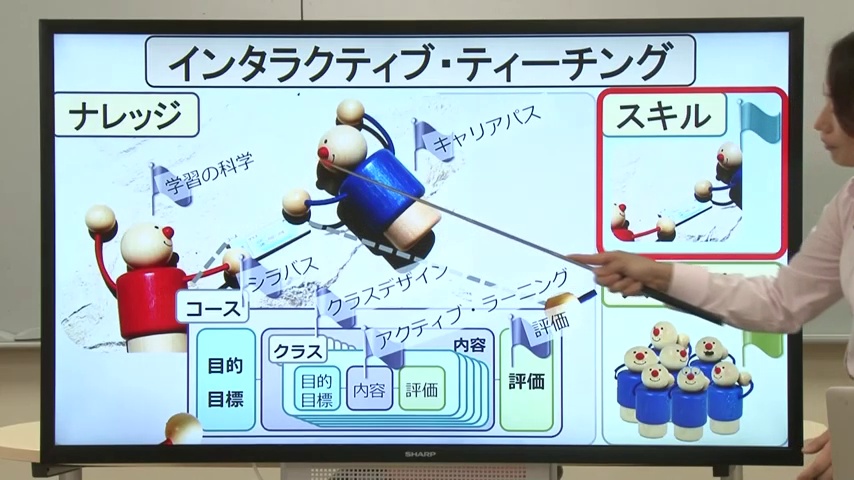 インタラクティブ・ティーチング
ナレッジ
スキル
キャリアパス
学習の科学
シラバス
クラスデザイン
アクティブ・ラーニング
評価
コース
クラス
内容
目的
目標
目的
目標
内容
評価
評価
SHARP